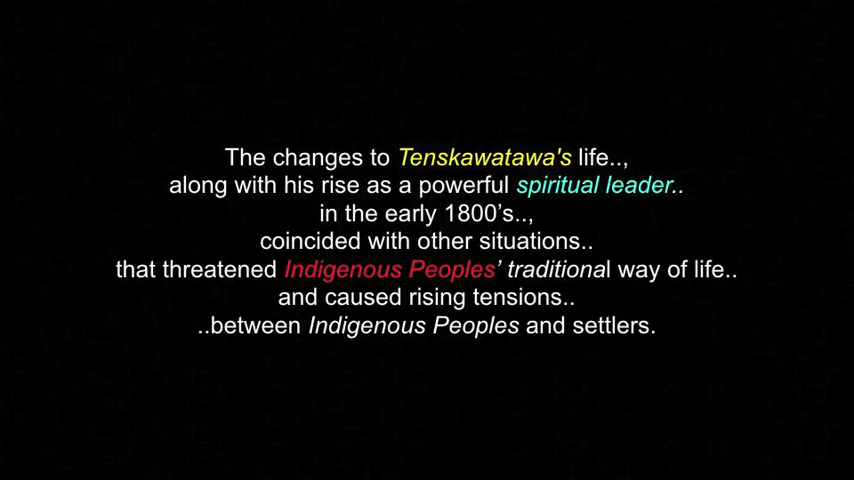 The changes to Tenskawatawa's life..,
along with his rise as a powerful spiritual leader..
in the early 1800’s..,
coincided with other situations..
that threatened Indigenous Peoples’ traditional way of life..
and caused rising tensions..
..between Indigenous Peoples and settlers.